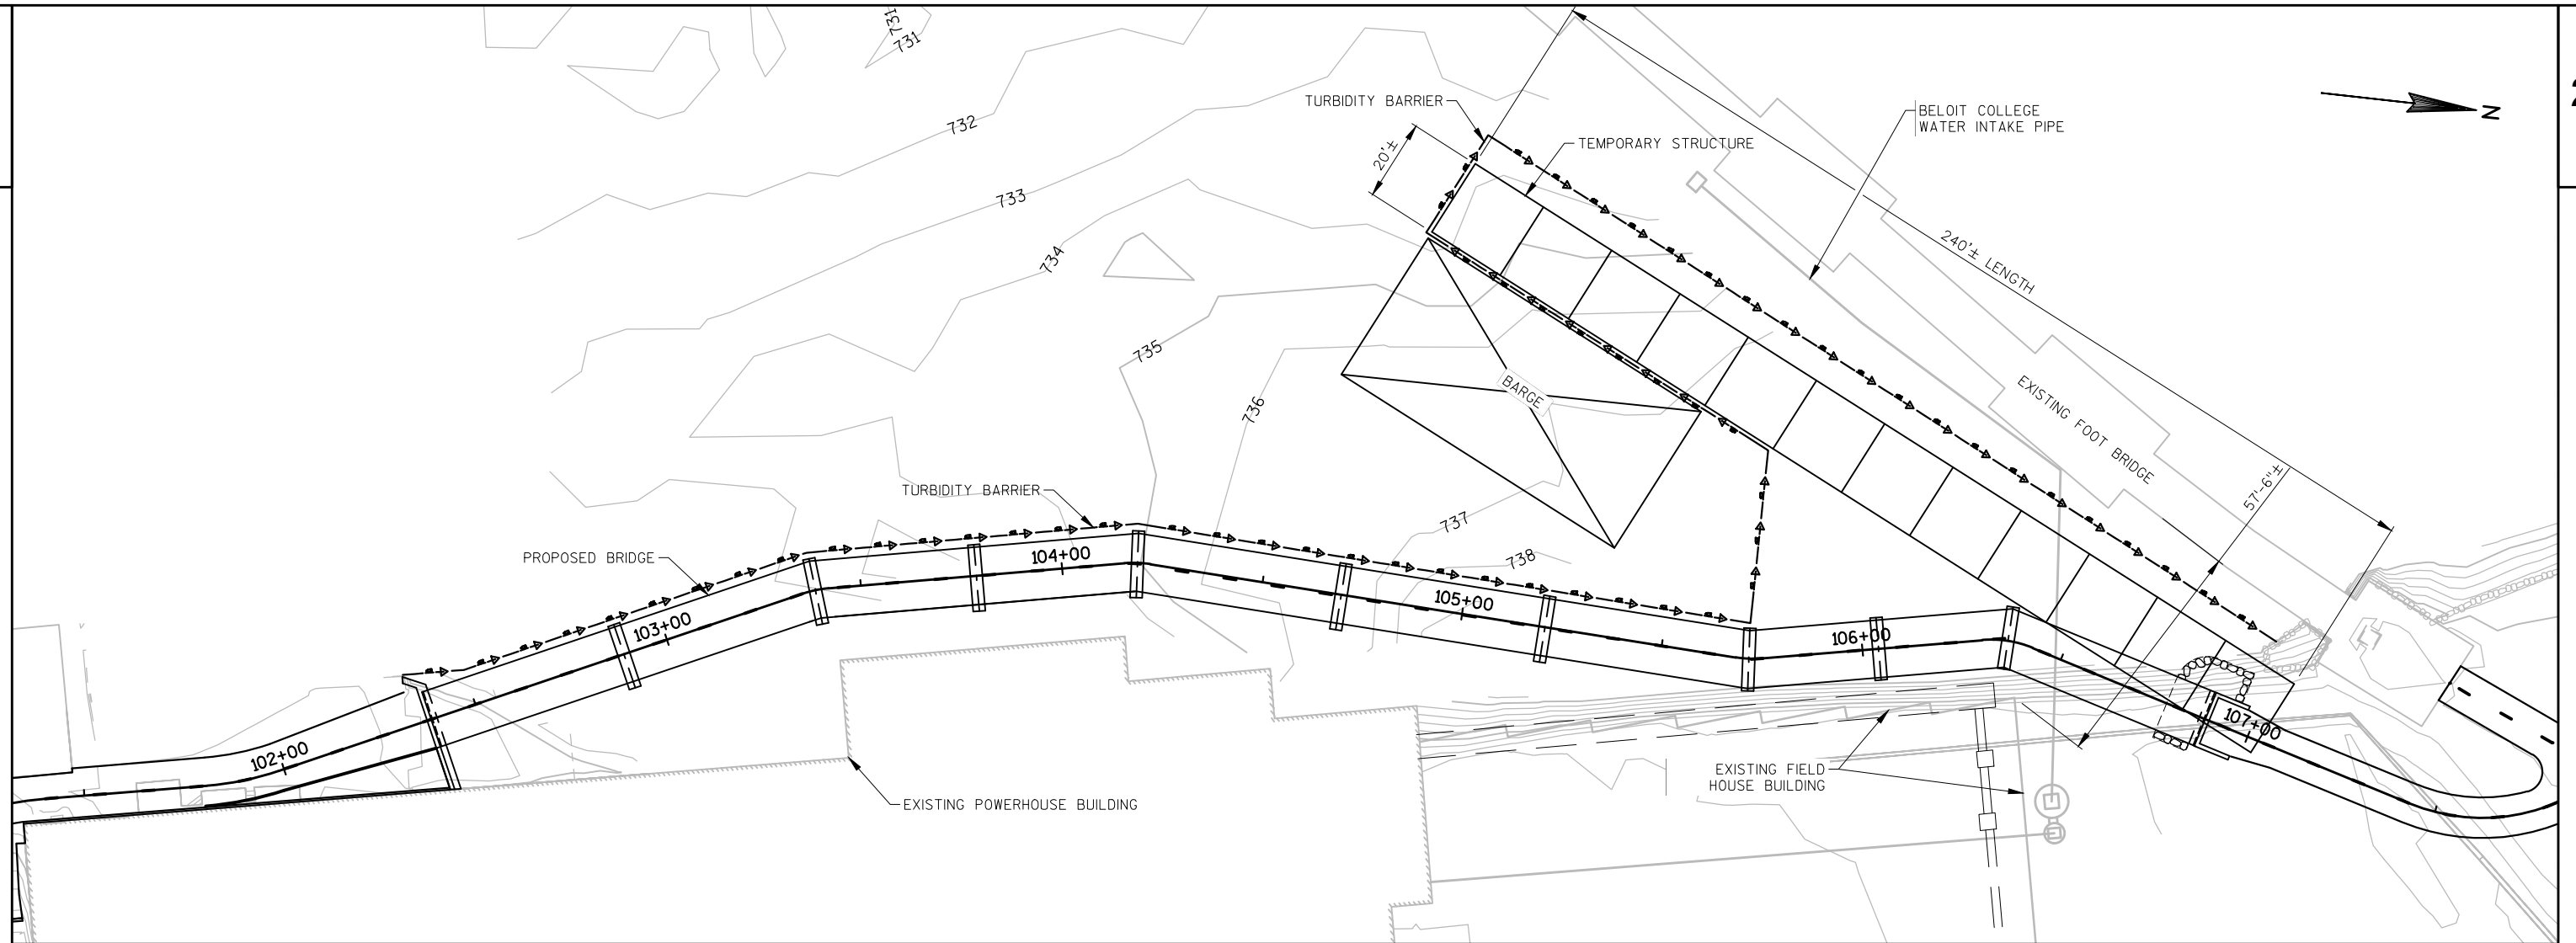 731
731
732
733
734
735
736
737
738
TURBIDITY BARRIER
20'±
TEMPORARY STRUCTURE
BELOIT COLLEGE
WATER INTAKE PIPE
N
240'± LENGTH
EXISTING FOOT BRIDGE
57'-6"±
BARGE
TURBIDITY BARRIER
PROPOSED BRIDGE
102+00
103+00
104+00
105+00
106+00
107+00
EXISTING POWERHOUSE BUILDING
EXISTING FIELD
HOUSE BUILDING